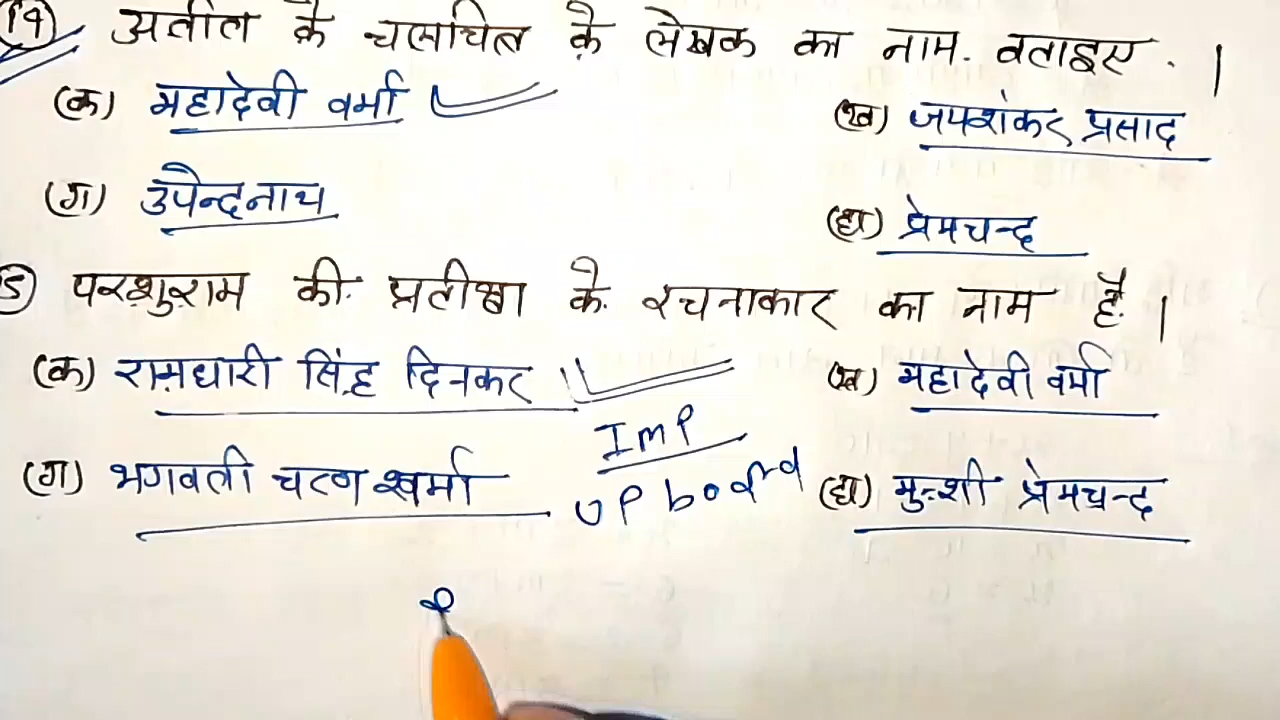 14) अतीत के चलचित्र के लेखक का नाम. बताइए . |
(क) महादेवी वर्मा (ख) जयशंकर प्रसाद
(ग) उपेन्द्रनाथ (घ) प्रेमचन्द
5) परशुराम की प्रतीक्षा के रचनाकार का नाम है |
(क) रामधारी सिंह दिनकर (ख) महादेवी वर्मा
IMP
(ग) भगवती चरण शर्मा UP board (घ) मुन्शी प्रेमचन्द